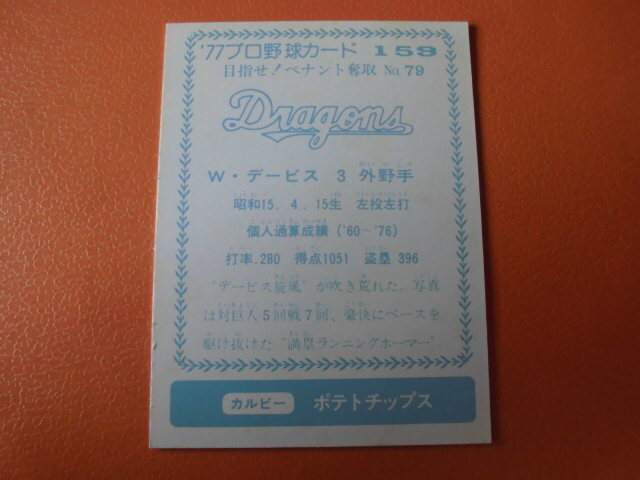 '77プロ野球カード 159
目指せ！ペナント奪取 No.79
Dragons
W・デービス 3 外野手
昭和15．4．15生 左投左打
個人通算成績（'60〜'76）
打率.280 得点1051 盗塁 396
"デービス旋風"が吹き荒れた。写真
は対巨人5回戦7回、豪快にベースを
駆け抜けた"満塁ランニングホーマー"
カルビー ポテトチップス